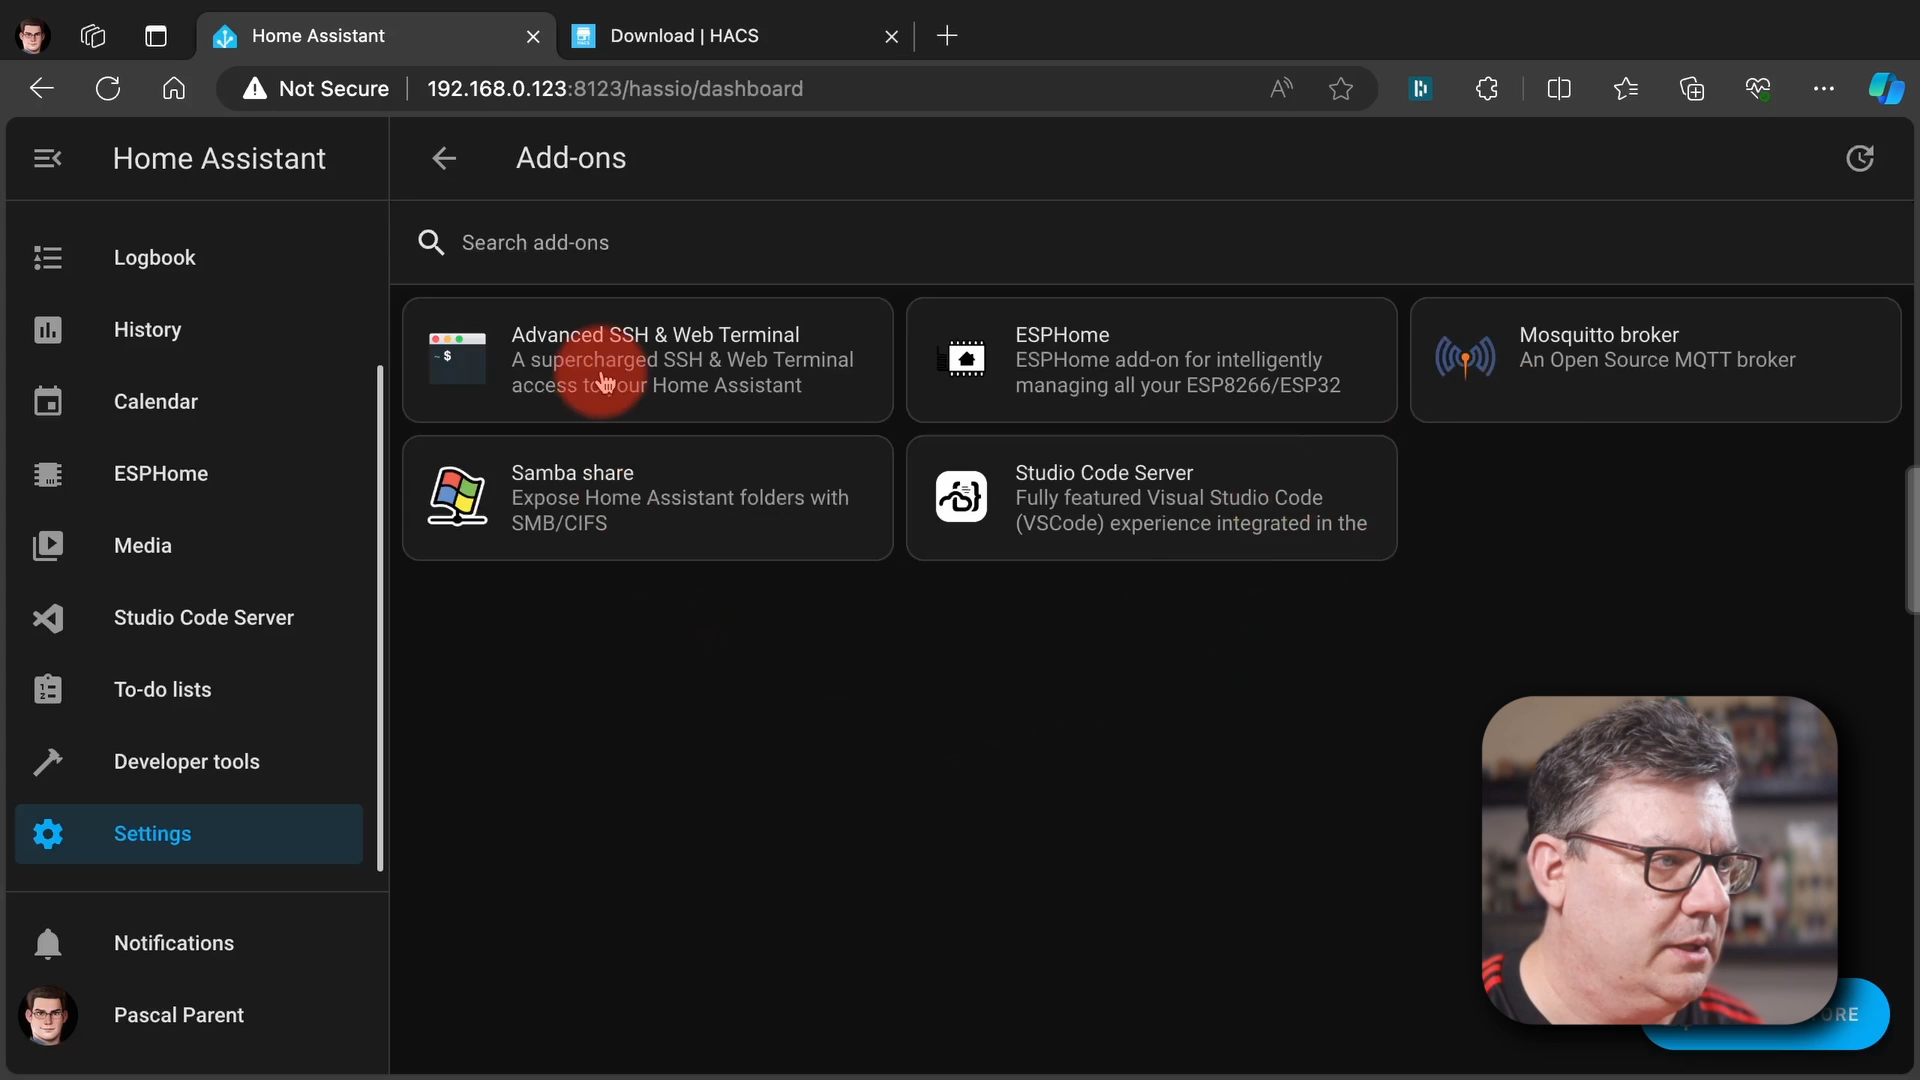 Home Assistant
Download | HACS
Not Secure
192.168.0.123:8123/hassio/dashboard
Home Assistant
Add-ons
Search add-ons
Logbook
History
Calendar
ESPHome
Media
Studio Code Server
To-do lists
Developer tools
Settings
Notifications
Pascal Parent
Advanced SSH & Web Terminal
A supercharged SSH & Web Terminal
access to your Home Assistant
ESPHome
ESPHome add-on for intelligently
managing all your ESP8266/ESP32
Mosquitto broker
An Open Source MQTT broker
Samba share
Expose Home Assistant folders with
SMB/CIFS
Studio Code Server
Fully featured Visual Studio Code
(VSCode) experience integrated in the